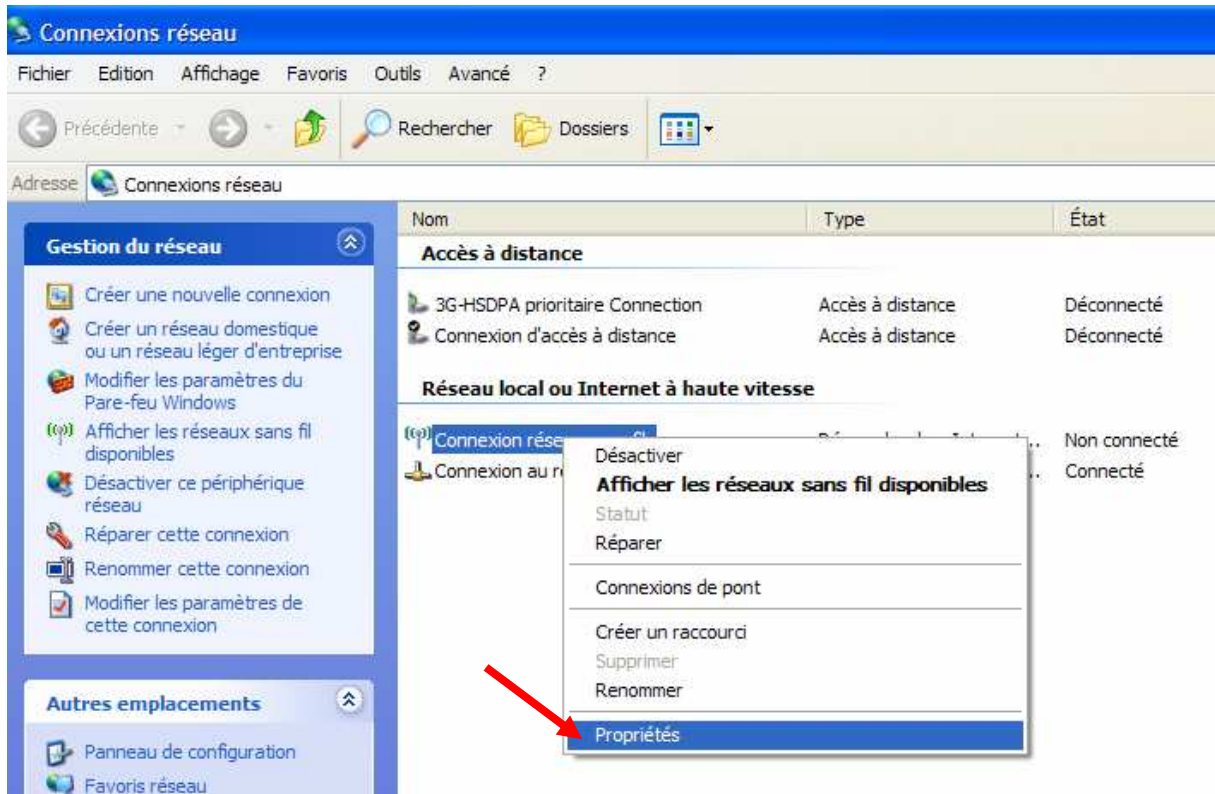 Connexions réseau
Fichier Edition Affichage Favoris Outils Avancé ?
Précédente Rechercher Dossiers
Adresse Connexions réseau
Gestion du réseau
Créer une nouvelle connexion
Créer un réseau domestique
ou un réseau léger d'entreprise
Modifier les paramètres du
Pare-feu Windows
Afficher les réseaux sans fil
disponibles
Désactiver ce périphérique
réseau
Réparer cette connexion
Renommer cette connexion
Modifier les paramètres de
cette connexion
Autres emplacements
Panneau de configuration
Favoris réseau
Nom Type État
Accès à distance
3G-HSDPA prioritaire Connection Accès à distance Déconnecté
Connexion d'accès à distance Accès à distance Déconnecté
Réseau local ou Internet à haute vitesse
Connexion Non connecté
Connexion au Connecté
Désactiver
Afficher les réseaux sans fil disponibles
Statut
Réparer
Connexions de pont
Créer un raccourci
Supprimer
Renommer
Propriétés